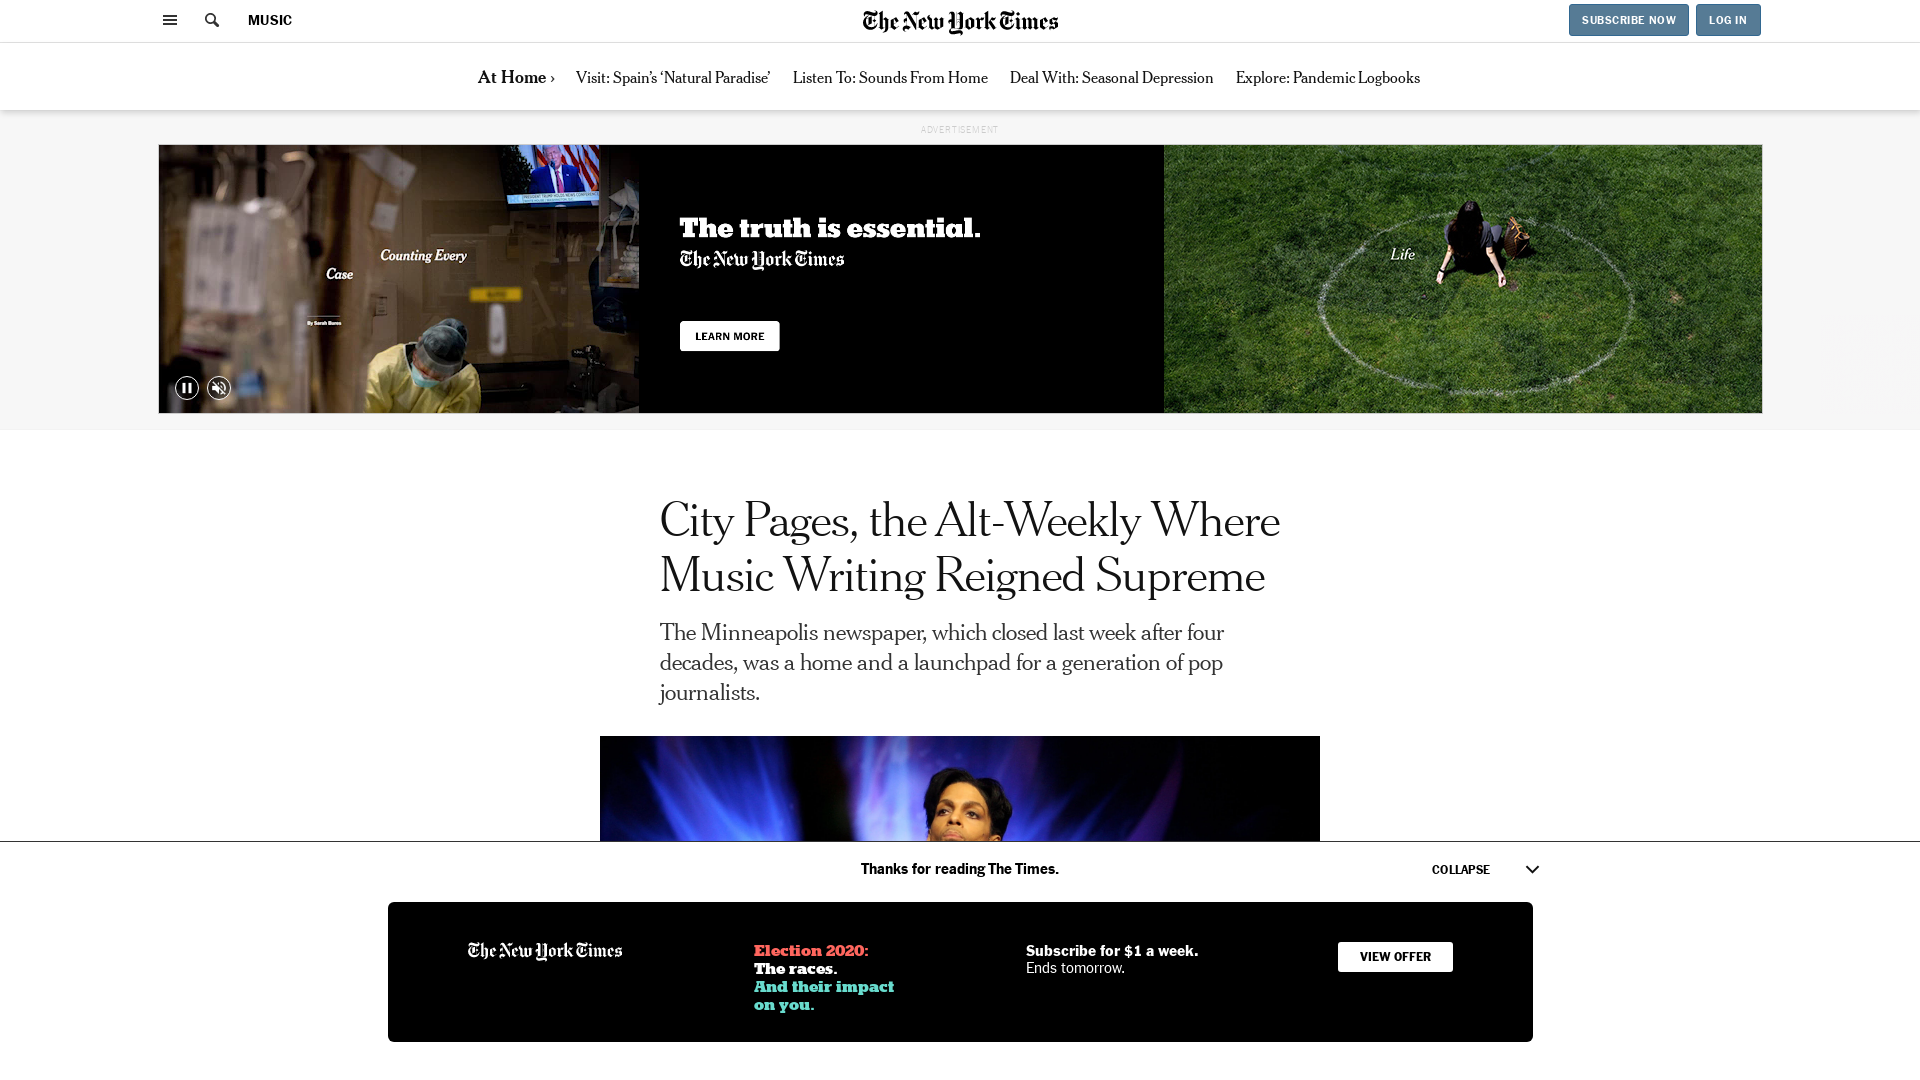 MUSIC
The New York Times
SUBSCRIBE NOW
LOG IN
At Home ›
Visit: Spain’s ‘Natural Paradise’
Listen To: Sounds From Home
Deal With: Seasonal Depression
Explore: Pandemic Logbooks
ADVERTISEMENT
Counting Every
Case
By Sarah Bures
The truth is essential.
The New York Times
LEARN MORE
Life
City Pages, the Alt-Weekly Where
Music Writing Reigned Supreme
The Minneapolis newspaper, which closed last week after four
decades, was a home and a launchpad for a generation of pop
journalists.
Thanks for reading The Times.
COLLAPSE
The New York Times
Election 2020:
The races.
And their impact
on you.
Subscribe for $1 a week.
Ends tomorrow.
VIEW OFFER